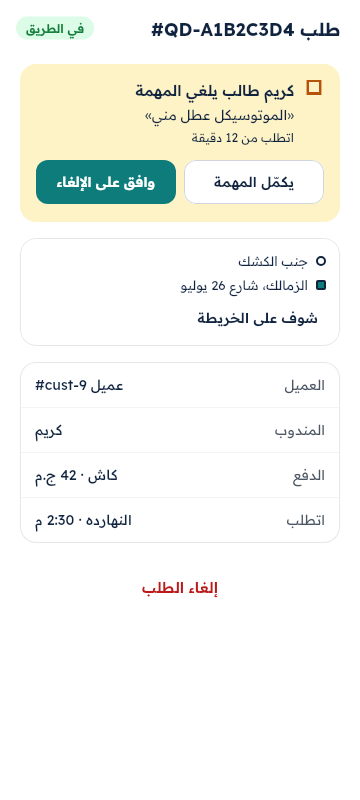 طلب QD-A1B2C3D4#
في الطريق
كريم طالب يلغي المهمة
«الموتوسيكل عطل مني»
اتطلب من 12 دقيقة
يكمّل المهمة
وافق على الإلغاء
جنب الكشك
الزمالك، شارع 26 يوليو
شوف على الخريطة
العميل
عميل cust-9#
المندوب
كريم
الدفع
كاش · 42 ج.م
اتطلب
النهارده · 2:30 م
إلغاء الطلب